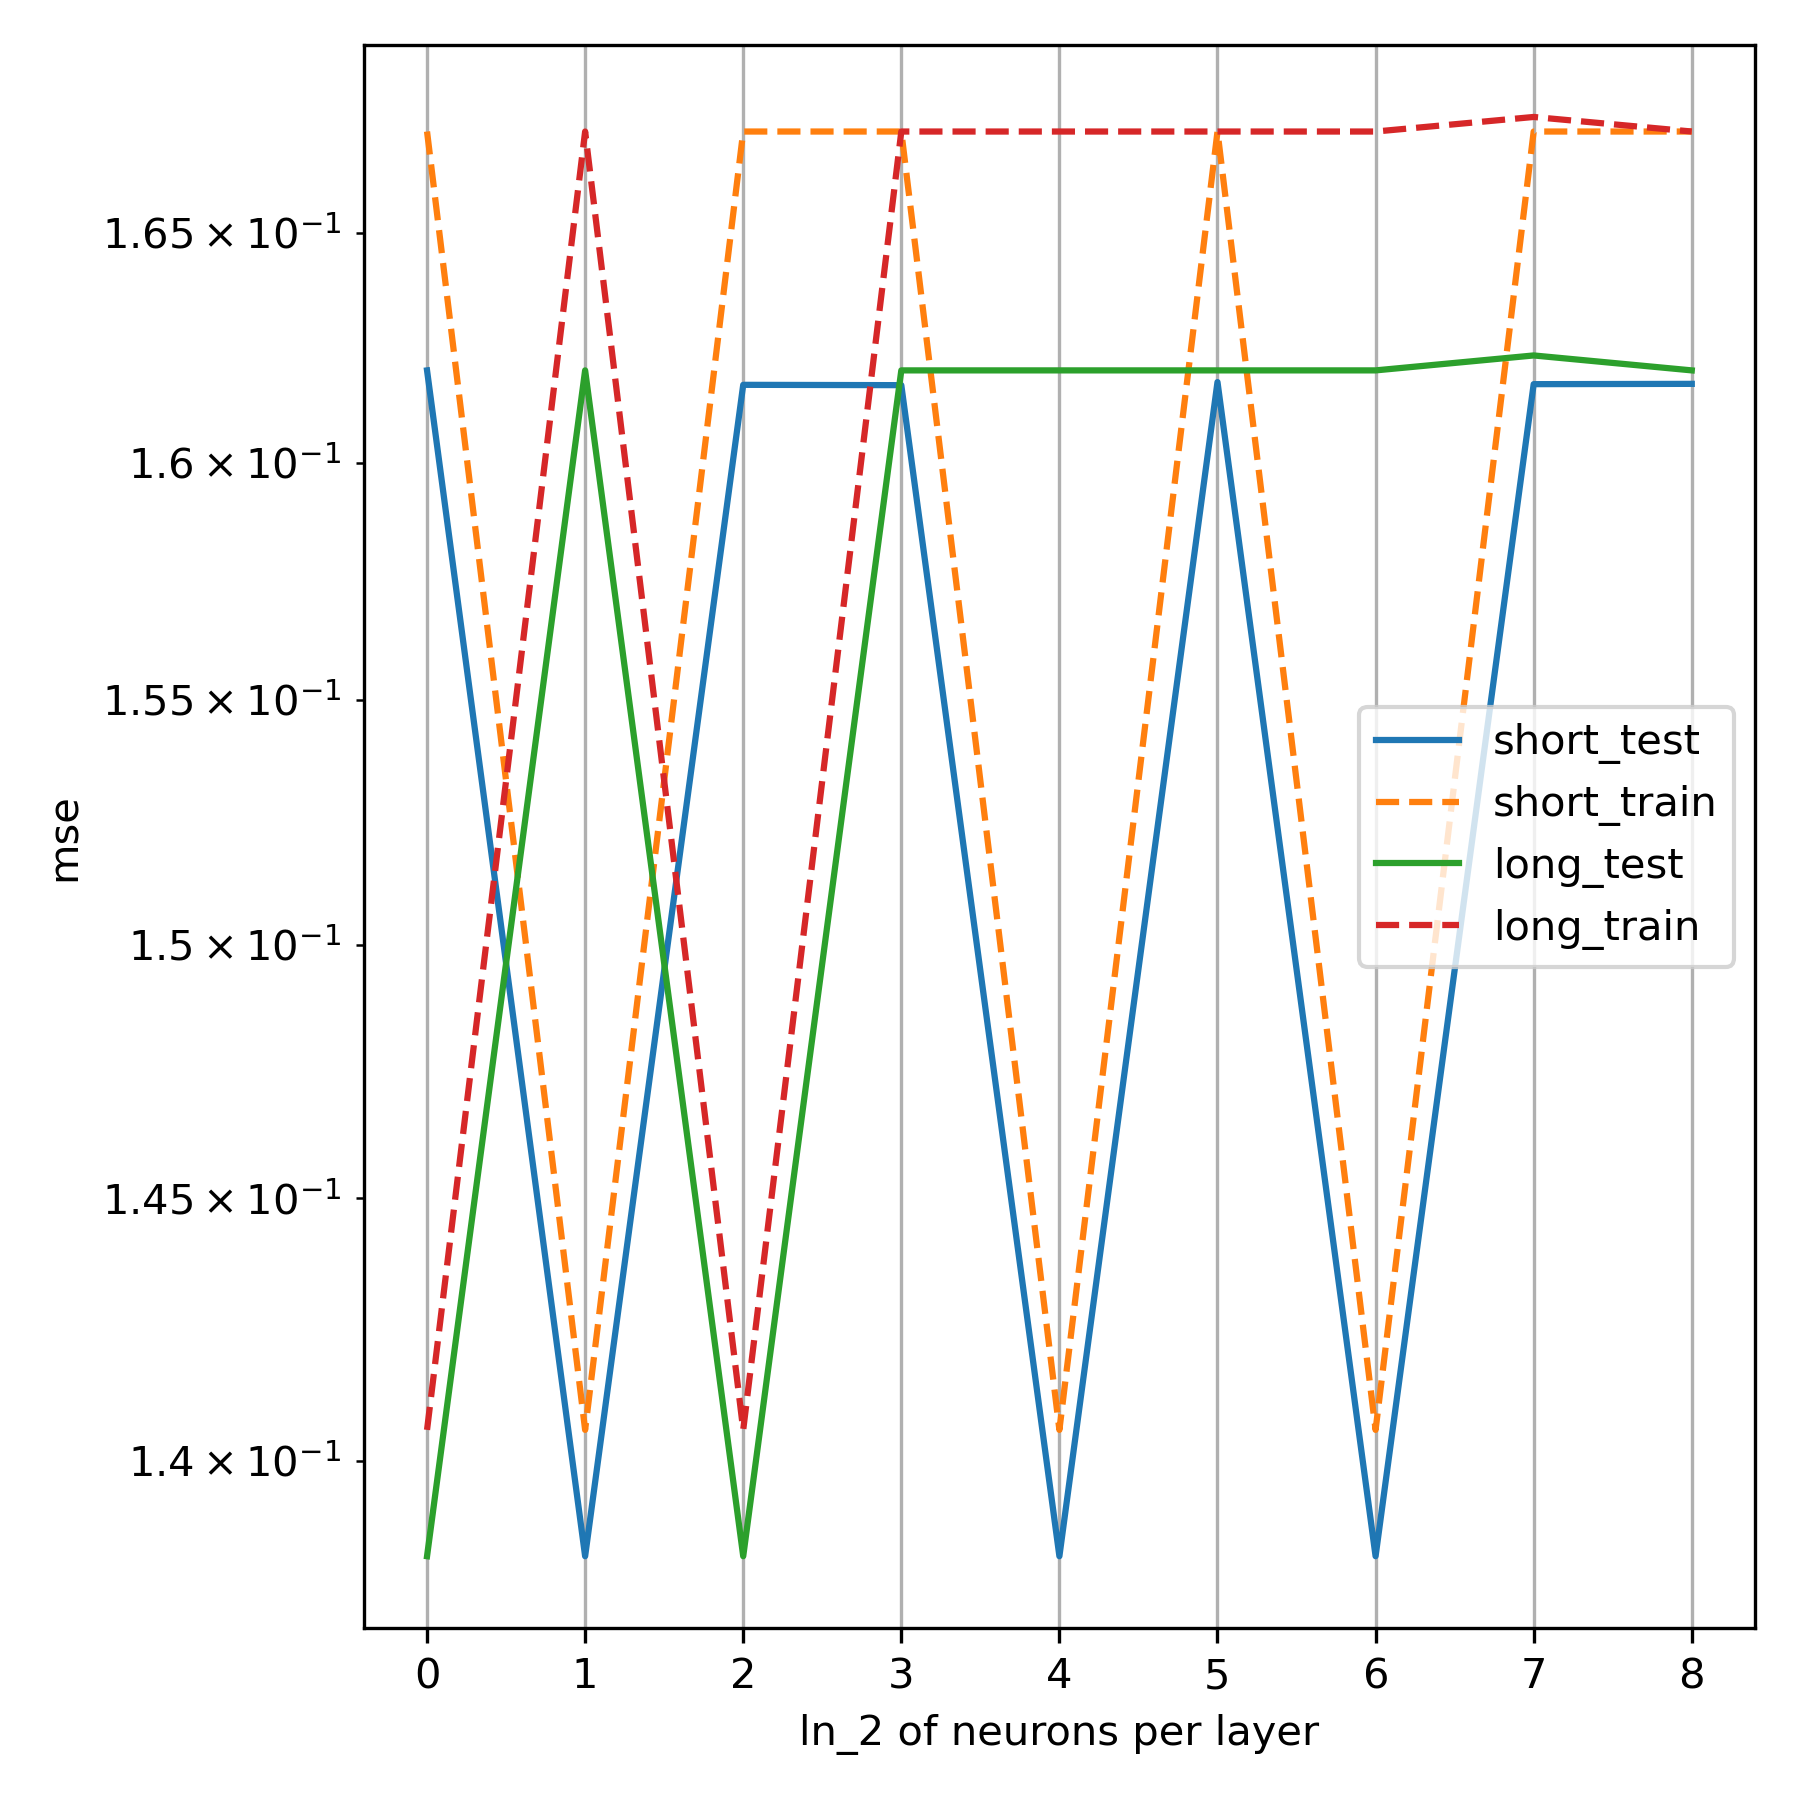 1.65 × 10⁻¹
1.6 × 10⁻¹
1.55 × 10⁻¹
1.5 × 10⁻¹
1.45 × 10⁻¹
1.4 × 10⁻¹
mse
short_test
short_train
long_test
long_train
0 1 2 3 4 5 6 7 8
ln_2 of neurons per layer